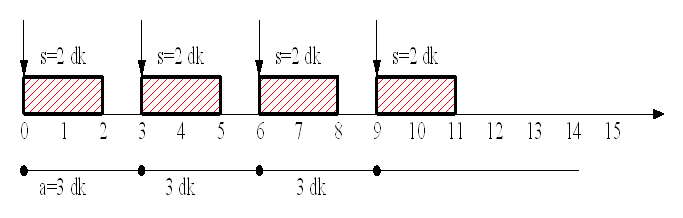 s=2 dk s=2 dk s=2 dk s=2 dk
0 1 2 3 4 5 6 7 8 9 10 11 12 13 14 15
a=3 dk 3 dk 3 dk